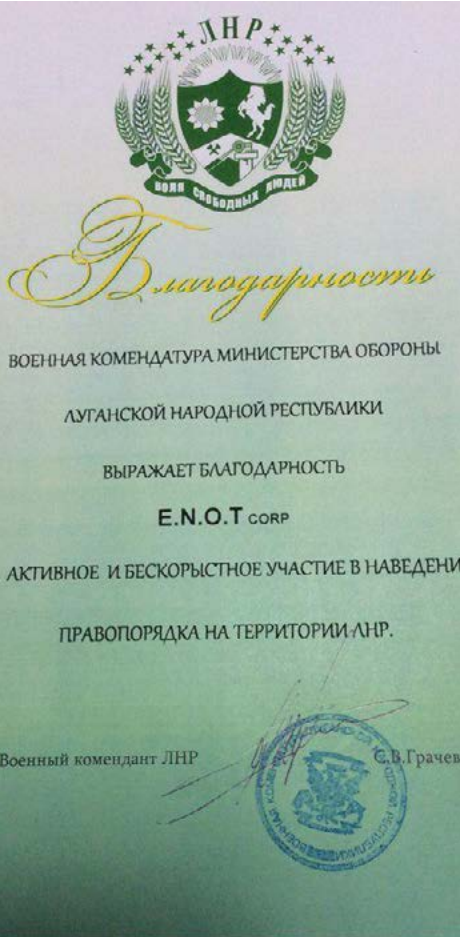 ЛНР
ВОЛЯ СВОБОДНЫХ ЛЮДЕЙ
Благодарность
ВОЕННАЯ КОМЕНДАТУРА МИНИСТЕРСТВА ОБОРОНЫ
ЛУГАНСКОЙ НАРОДНОЙ РЕСПУБЛИКИ
ВЫРАЖАЕТ БЛАГОДАРНОСТЬ
E.N.O.T CORP
АКТИВНОЕ И БЕСКОРЫСТНОЕ УЧАСТИЕ В НАВЕДЕНИ
ПРАВОПОРЯДКА НА ТЕРРИТОРИИ ЛНР.
Военный комендант ЛНР С.В.Грачев